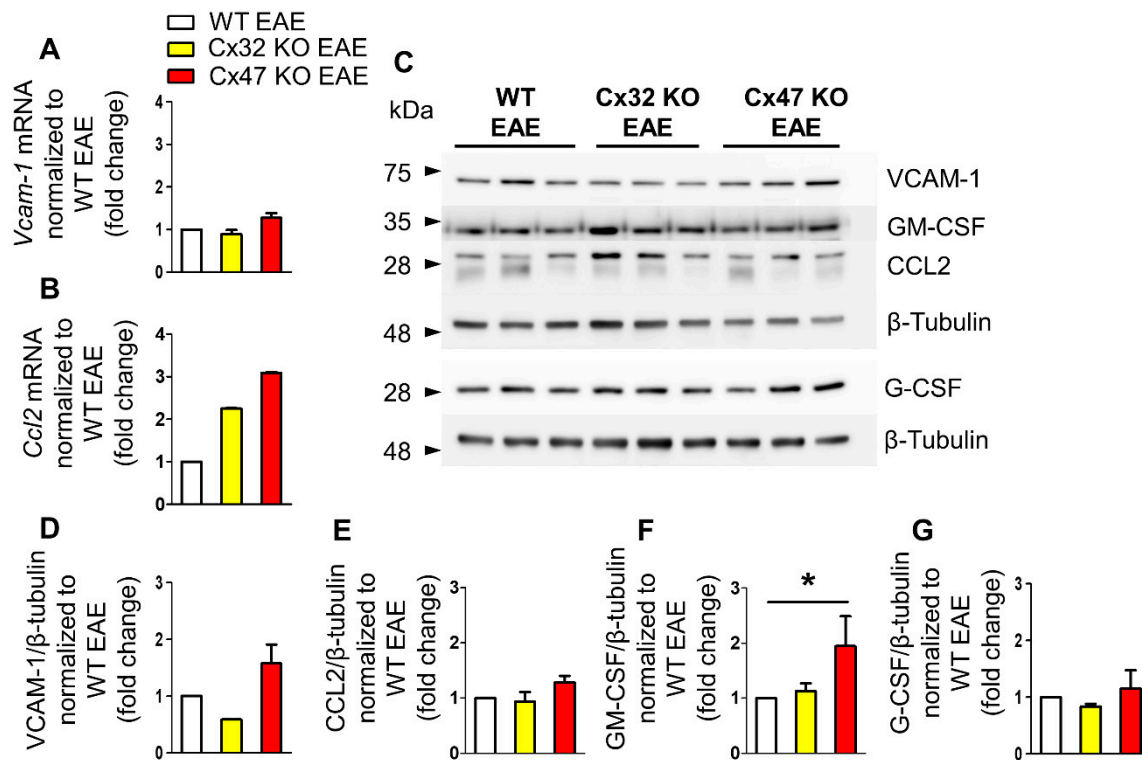 WT EAE
Cx32 KO EAE
Cx47 KO EAE
A
Vcam-1 mRNA
normalized to
WT EAE
(fold change)
4
3
2
1
0
B
Ccl2 mRNA
normalized to
WT EAE
(fold change)
4
3
2
1
0
C
kDa
WT
EAE
Cx32 KO
EAE
Cx47 KO
EAE
75 ►
VCAM-1
35 ►
GM-CSF
28 ►
CCL2
48 ►
β-Tubulin
28 ►
G-CSF
48 ►
β-Tubulin
D
VCAM-1/β-tubulin
normalized to
WT EAE
(fold change)
3
2
1
0
E
CCL2/β-tubulin
normalized to
WT EAE
(fold change)
3
2
1
0
F
GM-CSF/β-tubulin
normalized to
WT EAE
(fold change)
3
2
1
0
*
G
G-CSF/β-tubulin
normalized to
WT EAE
(fold change)
3
2
1
0